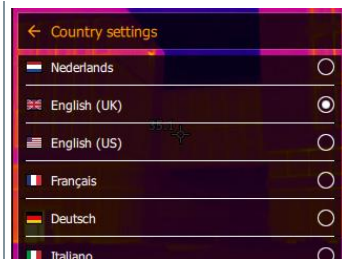 Country settings
Nederlands
English (UK)
English (US)
Français
Deutsch
Italiano